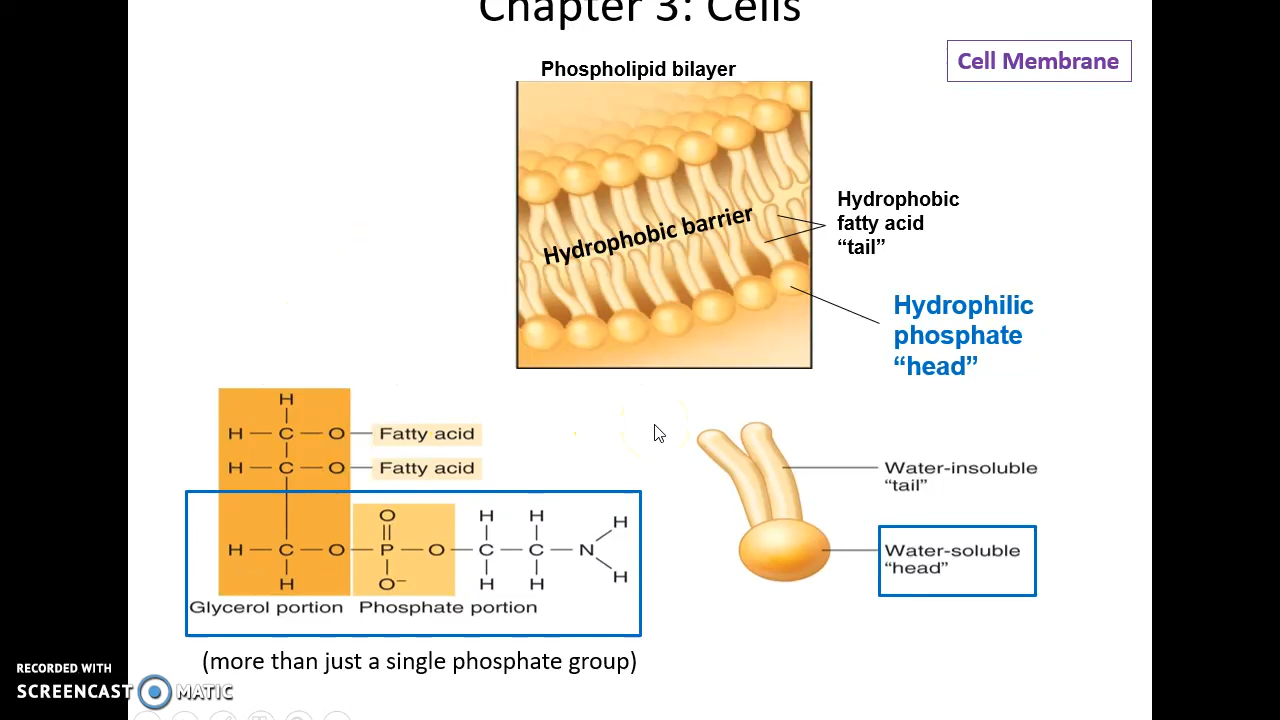 Chapter 3: Cells
Cell Membrane
Phospholipid bilayer
Hydrophobic barrier
Hydrophobic
fatty acid
“tail”
Hydrophilic
phosphate
“head”
H
H — C — O — Fatty acid
H — C — O — Fatty acid
O H H H
H — C — O — P — O — C — C — N
H O⁻ H H H
Glycerol portion Phosphate portion
(more than just a single phosphate group)
Water-insoluble
“tail”
Water-soluble
“head”
RECORDED WITH
SCREENCAST MATIC